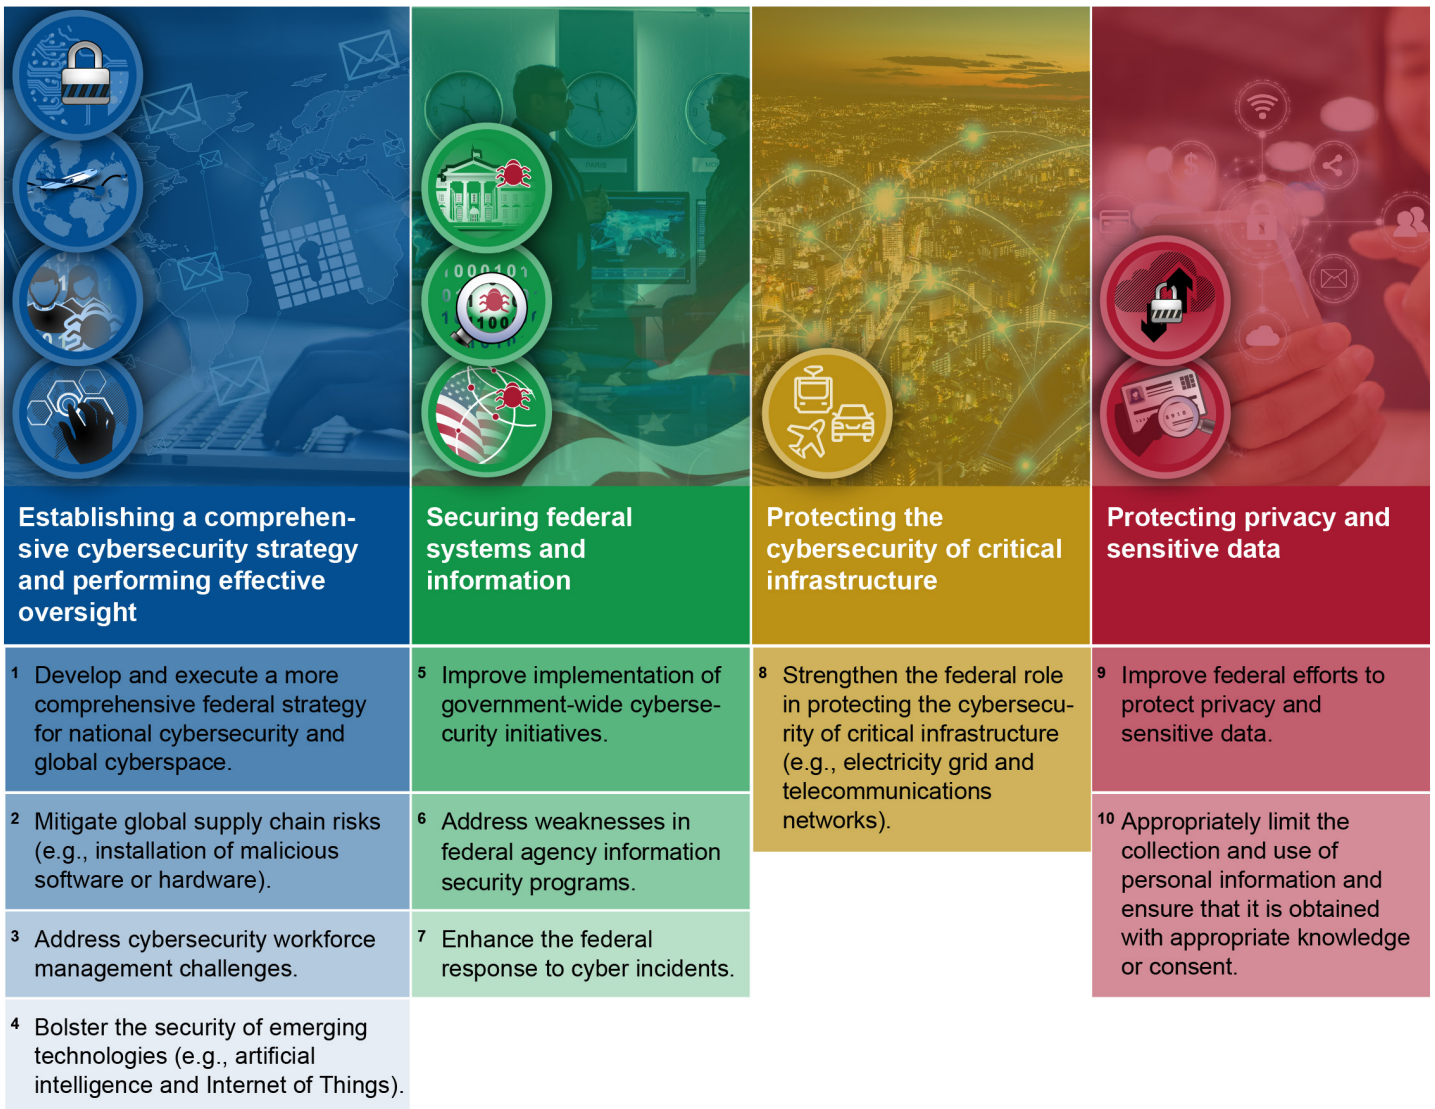 PARIS
000101
100
8910
Establishing a comprehen-
sive cybersecurity strategy
and performing effective
oversight
1 Develop and execute a more
comprehensive federal strategy
for national cybersecurity and
global cyberspace.
2 Mitigate global supply chain risks
(e.g., installation of malicious
software or hardware).
3 Address cybersecurity workforce
management challenges.
4 Bolster the security of emerging
technologies (e.g., artificial
intelligence and Internet of Things).
Securing federal
systems and
information
5 Improve implementation of
government-wide cyberse-
curity initiatives.
6 Address weaknesses in
federal agency information
security programs.
7 Enhance the federal
response to cyber incidents.
Protecting the
cybersecurity of critical
infrastructure
8 Strengthen the federal role
in protecting the cybersecu-
rity of critical infrastructure
(e.g., electricity grid and
telecommunications
networks).
Protecting privacy and
sensitive data
9 Improve federal efforts to
protect privacy and
sensitive data.
10 Appropriately limit the
collection and use of
personal information and
ensure that it is obtained
with appropriate knowledge
or consent.